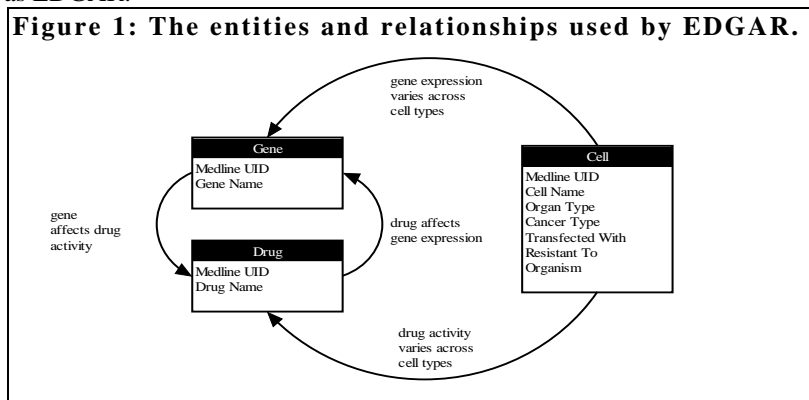 as EDGAR.
Figure 1: The entities and relationships used by EDGAR.
gene expression
varies across
cell types
Gene
Medline UID
Gene Name
Cell
Medline UID
Cell Name
Organ Type
Cancer Type
Transfected With
Resistant To
Organism
gene
affects drug
activity
drug affects
gene expression
Drug
Medline UID
Drug Name
drug activity
varies across
cell types